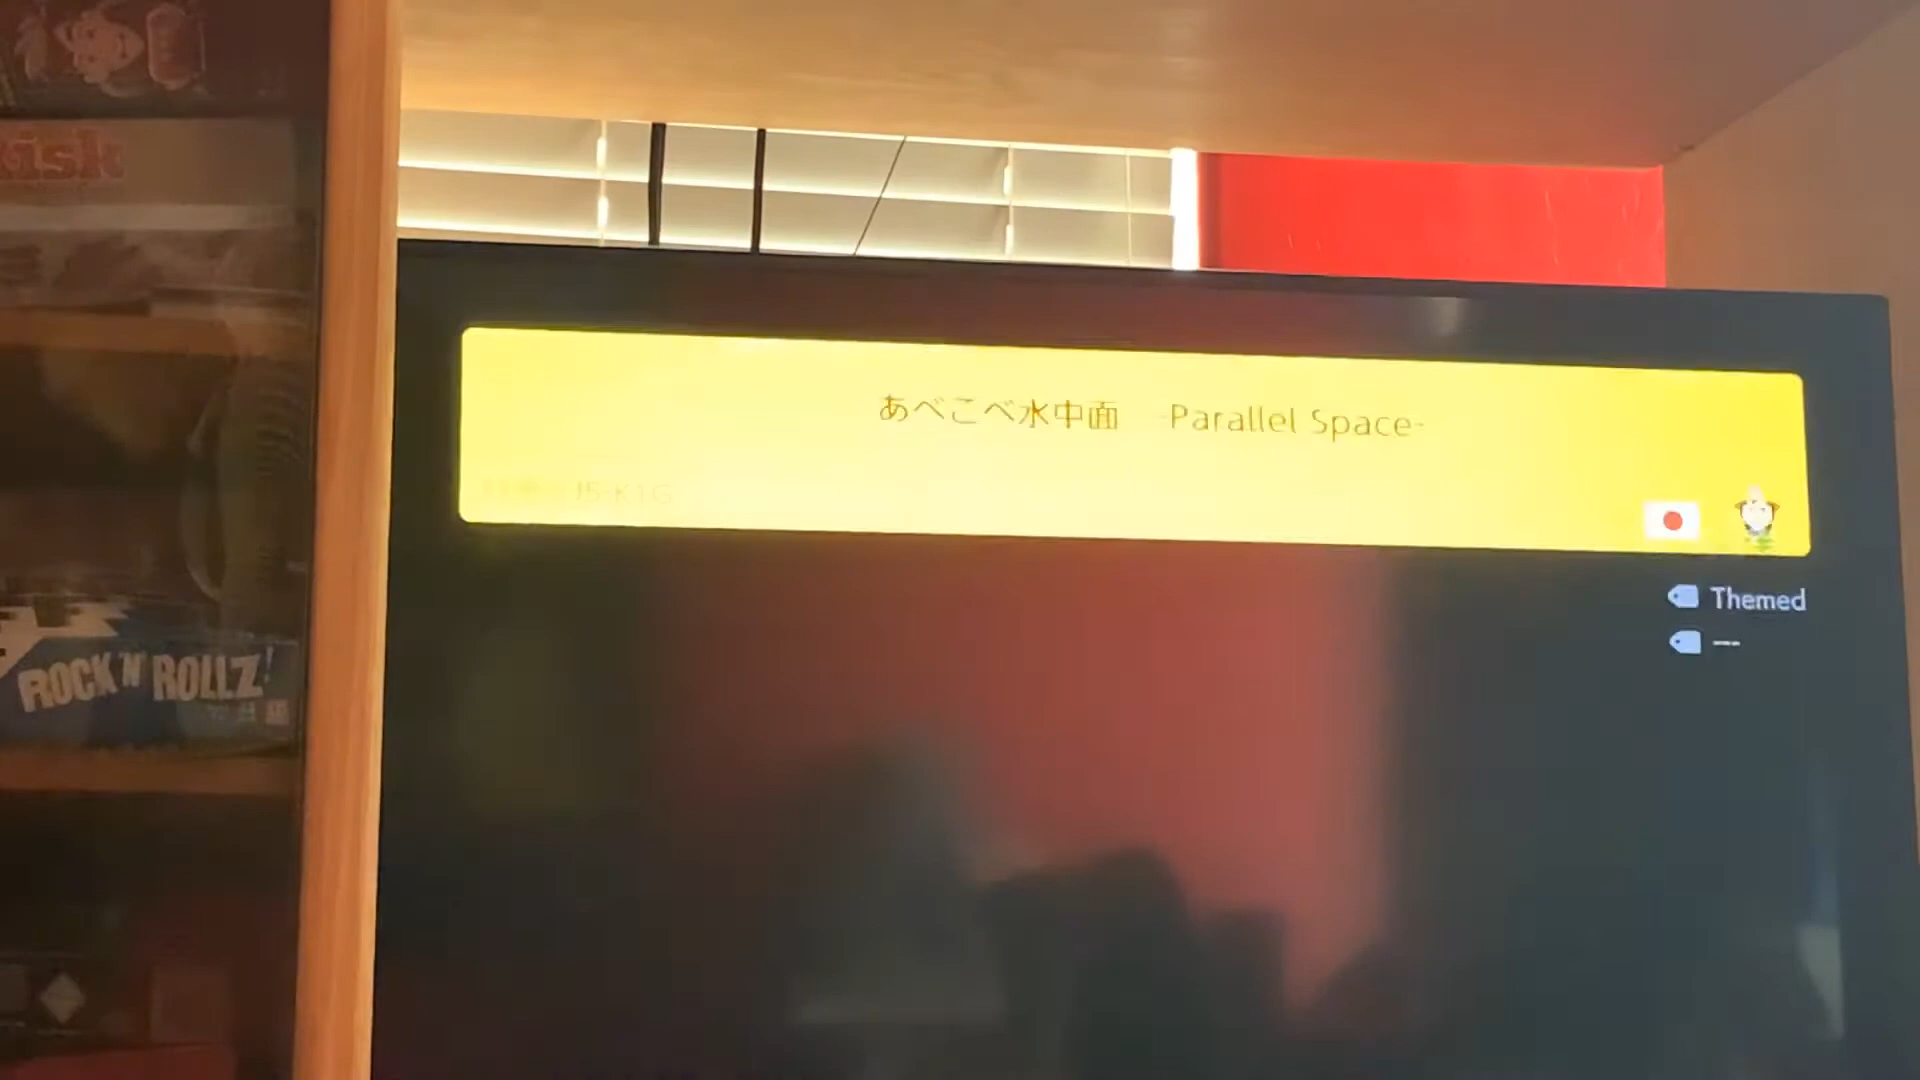 Risk
あべこべ水中面　-Parallel Space-
Themed
---
ROCK 'N' ROLLZ!